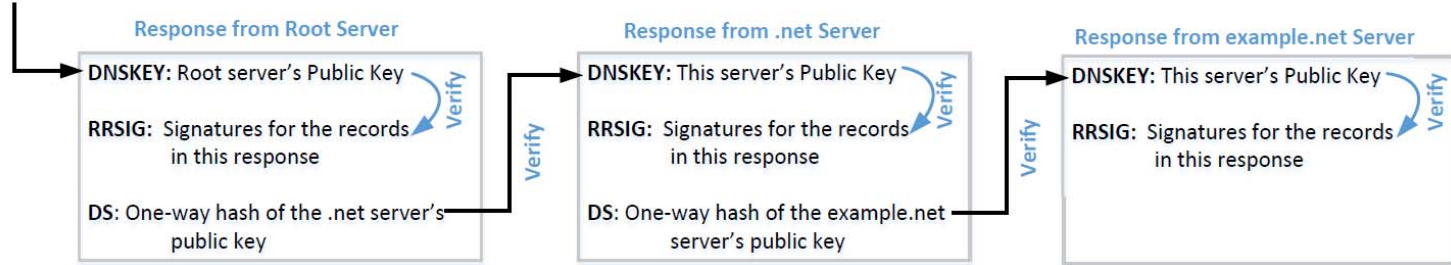 Response from Root Server
DNSKEY: Root server's Public Key
Verify
RRSIG: Signatures for the records
in this response
DS: One-way hash of the .net server's
public key
Verify
Response from .net Server
DNSKEY: This server's Public Key
Verify
RRSIG: Signatures for the records
in this response
DS: One-way hash of the example.net
server's public key
Verify
Response from example.net Server
DNSKEY: This server's Public Key
Verify
RRSIG: Signatures for the records
in this response